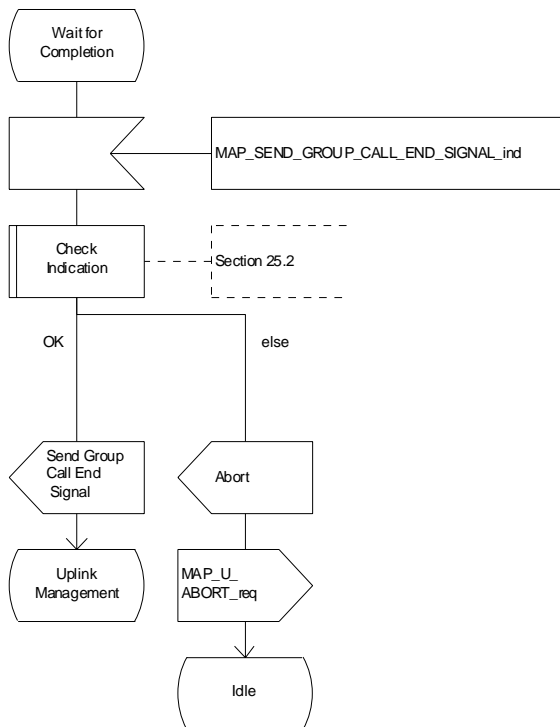 Wait for
Completion
MAP_SEND_GROUP_CALL_END_SIGNAL_ind
Check
Indication
Section 25.2
OK
else
Send Group
Call End
Signal
Abort
Uplink
Management
MAP_U_
ABORT_req
Idle